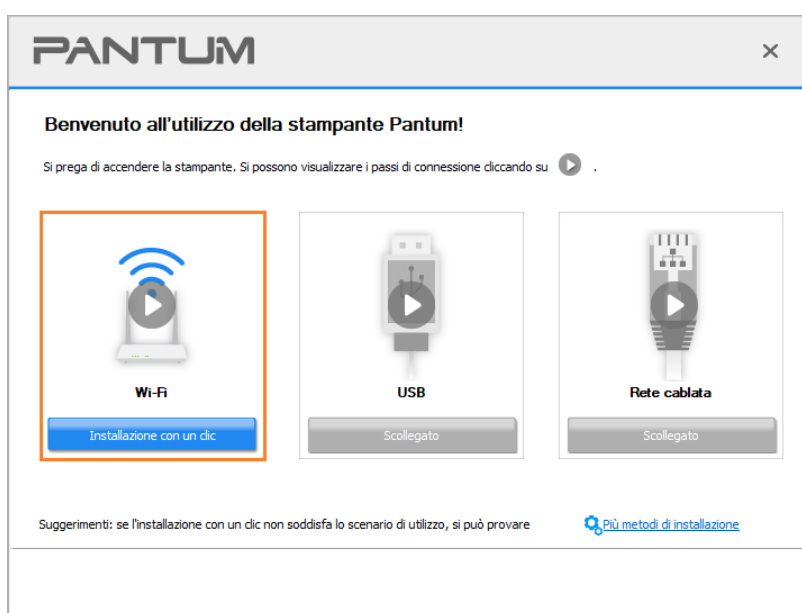 PANTUM
Benvenuto all'utilizzo della stampante Pantum!
Si prega di accendere la stampante. Si possono visualizzare i passi di connessione cliccando su .
Wi-Fi
USB
Rete cablata
Installazione con un clic
Scollegato
Scollegato
Suggerimenti: se l'installazione con un clic non soddisfa lo scenario di utilizzo, si può provare Più metodi di installazione